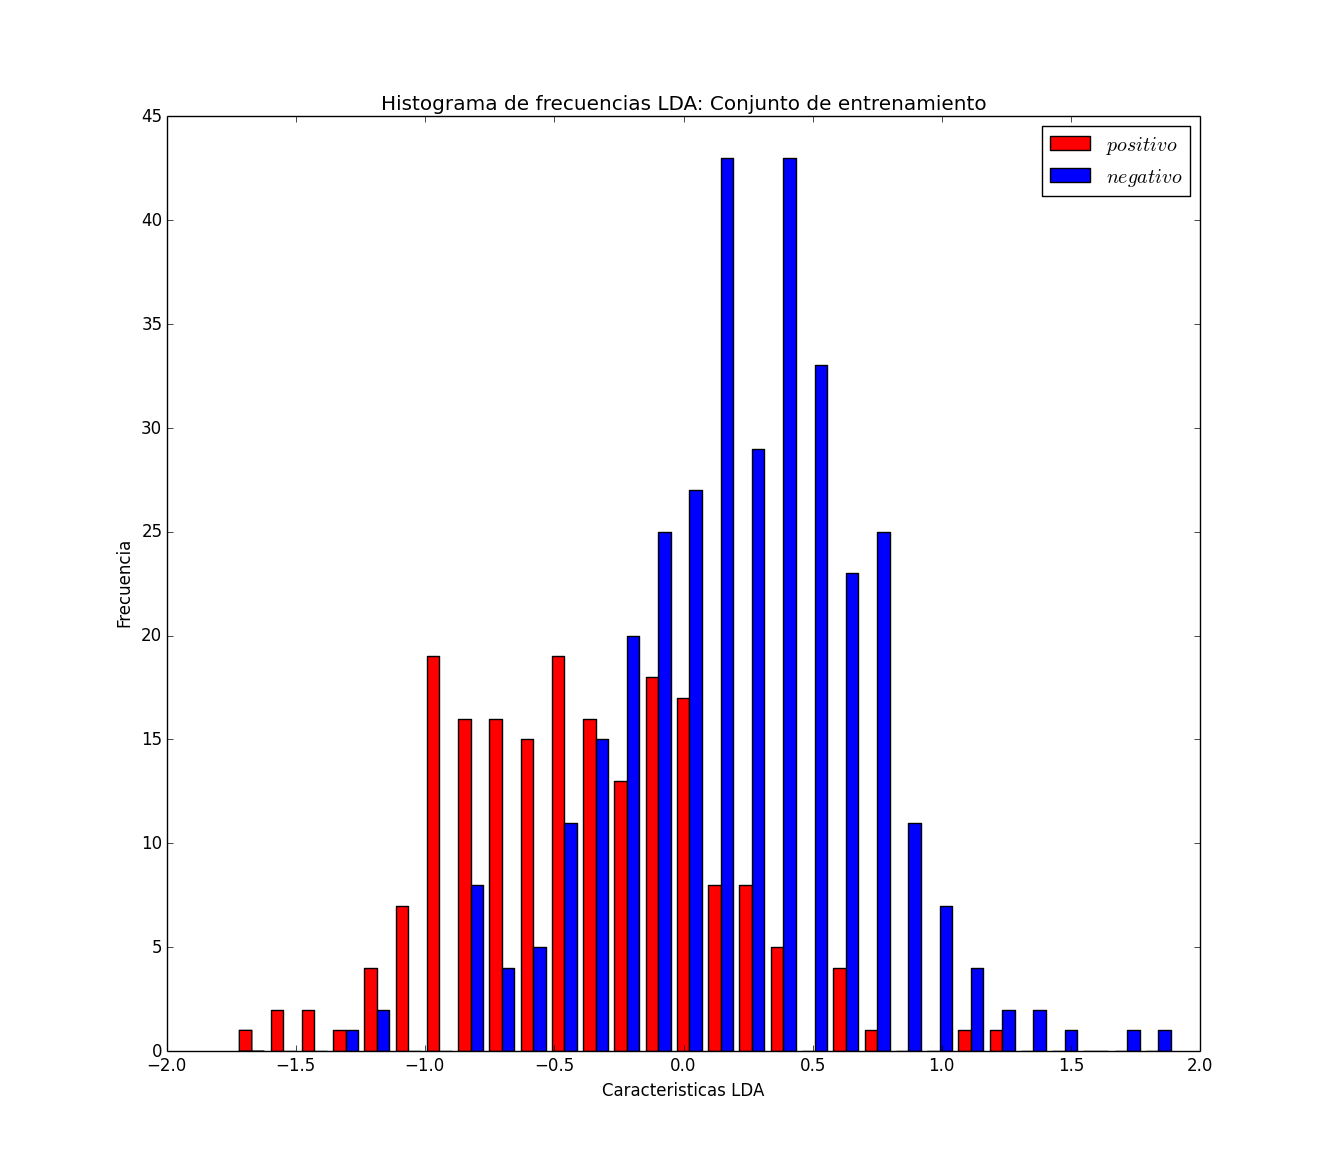 Histograma de frecuencias LDA: Conjunto de entrenamiento
positivo
negativo
45
40
35
30
25
20
15
10
5
0
Frecuencia
−2.0 −1.5 −1.0 −0.5 0.0 0.5 1.0 1.5 2.0
Caracteristicas LDA